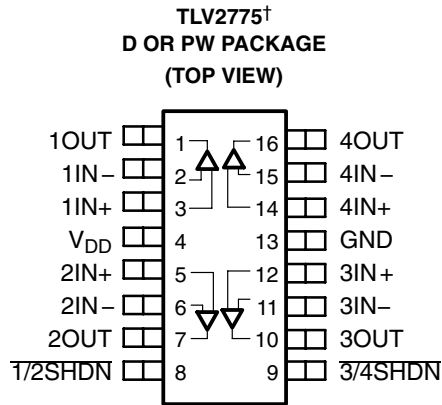 TLV2775†
D OR PW PACKAGE
(TOP VIEW)
1OUT 1 16 4OUT
1IN− 2 15 4IN−
1IN+ 3 14 4IN+
VDD 4 13 GND
2IN+ 5 12 3IN+
2IN− 6 11 3IN−
2OUT 7 10 3OUT
1/2SHDN 8 9 3/4SHDN